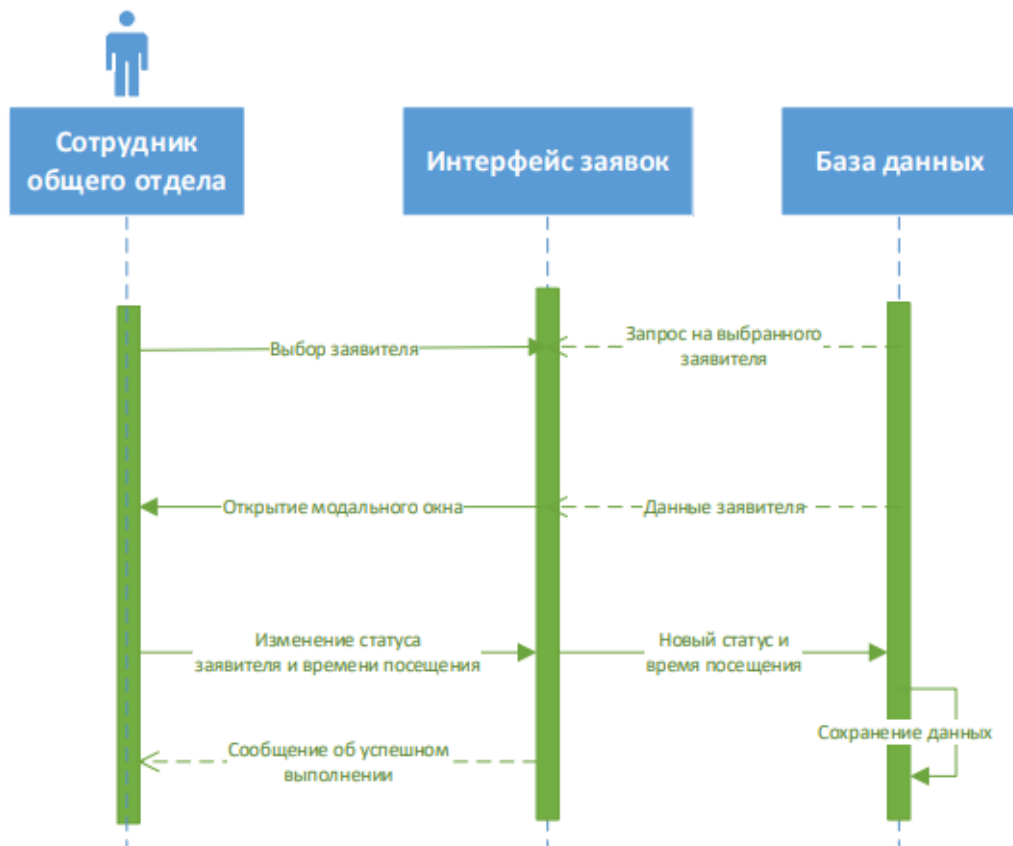 Сотрудник
общего отдела
Интерфейс заявок
База данных
Выбор заявителя
Запрос на выбранного
заявителя
Открытие модального окна
Данные заявителя
Изменение статуса
заявителя и времени посещения
Новый статус и
время посещения
Сохранение данных
Сообщение об успешном
выполнении